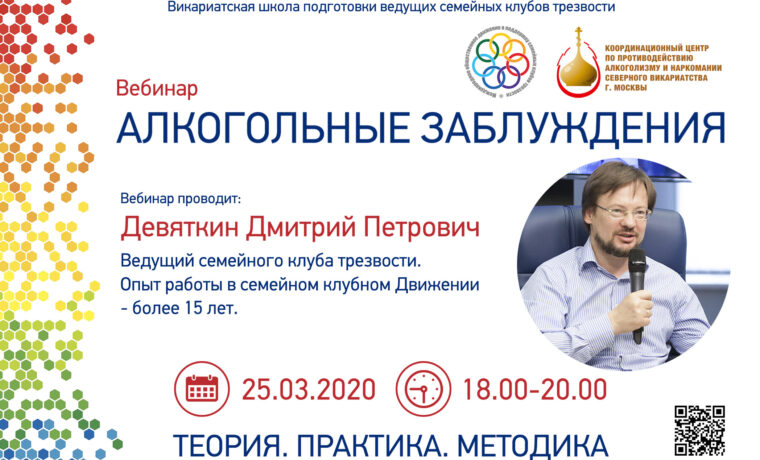 Викариатская школа подготовки ведущих семейных клубов трезвости
КООРДИНАЦИОННЫЙ ЦЕНТР
ПО ПРОТИВОДЕЙСТВИЮ
АЛКОГОЛИЗМУ И НАРКОМАНИИ
СЕВЕРНОГО ВИКАРИАТСТВА
Г. МОСКВЫ
Вебинар
АЛКОГОЛЬНЫЕ ЗАБЛУЖДЕНИЯ
Вебинар проводит:
Девяткин Дмитрий Петрович
Ведущий семейного клуба трезвости.
Опыт работы в семейном клубном Движении
- более 15 лет.
25.03.2020
18.00-20.00
ТЕОРИЯ. ПРАКТИКА. МЕТОДИКА